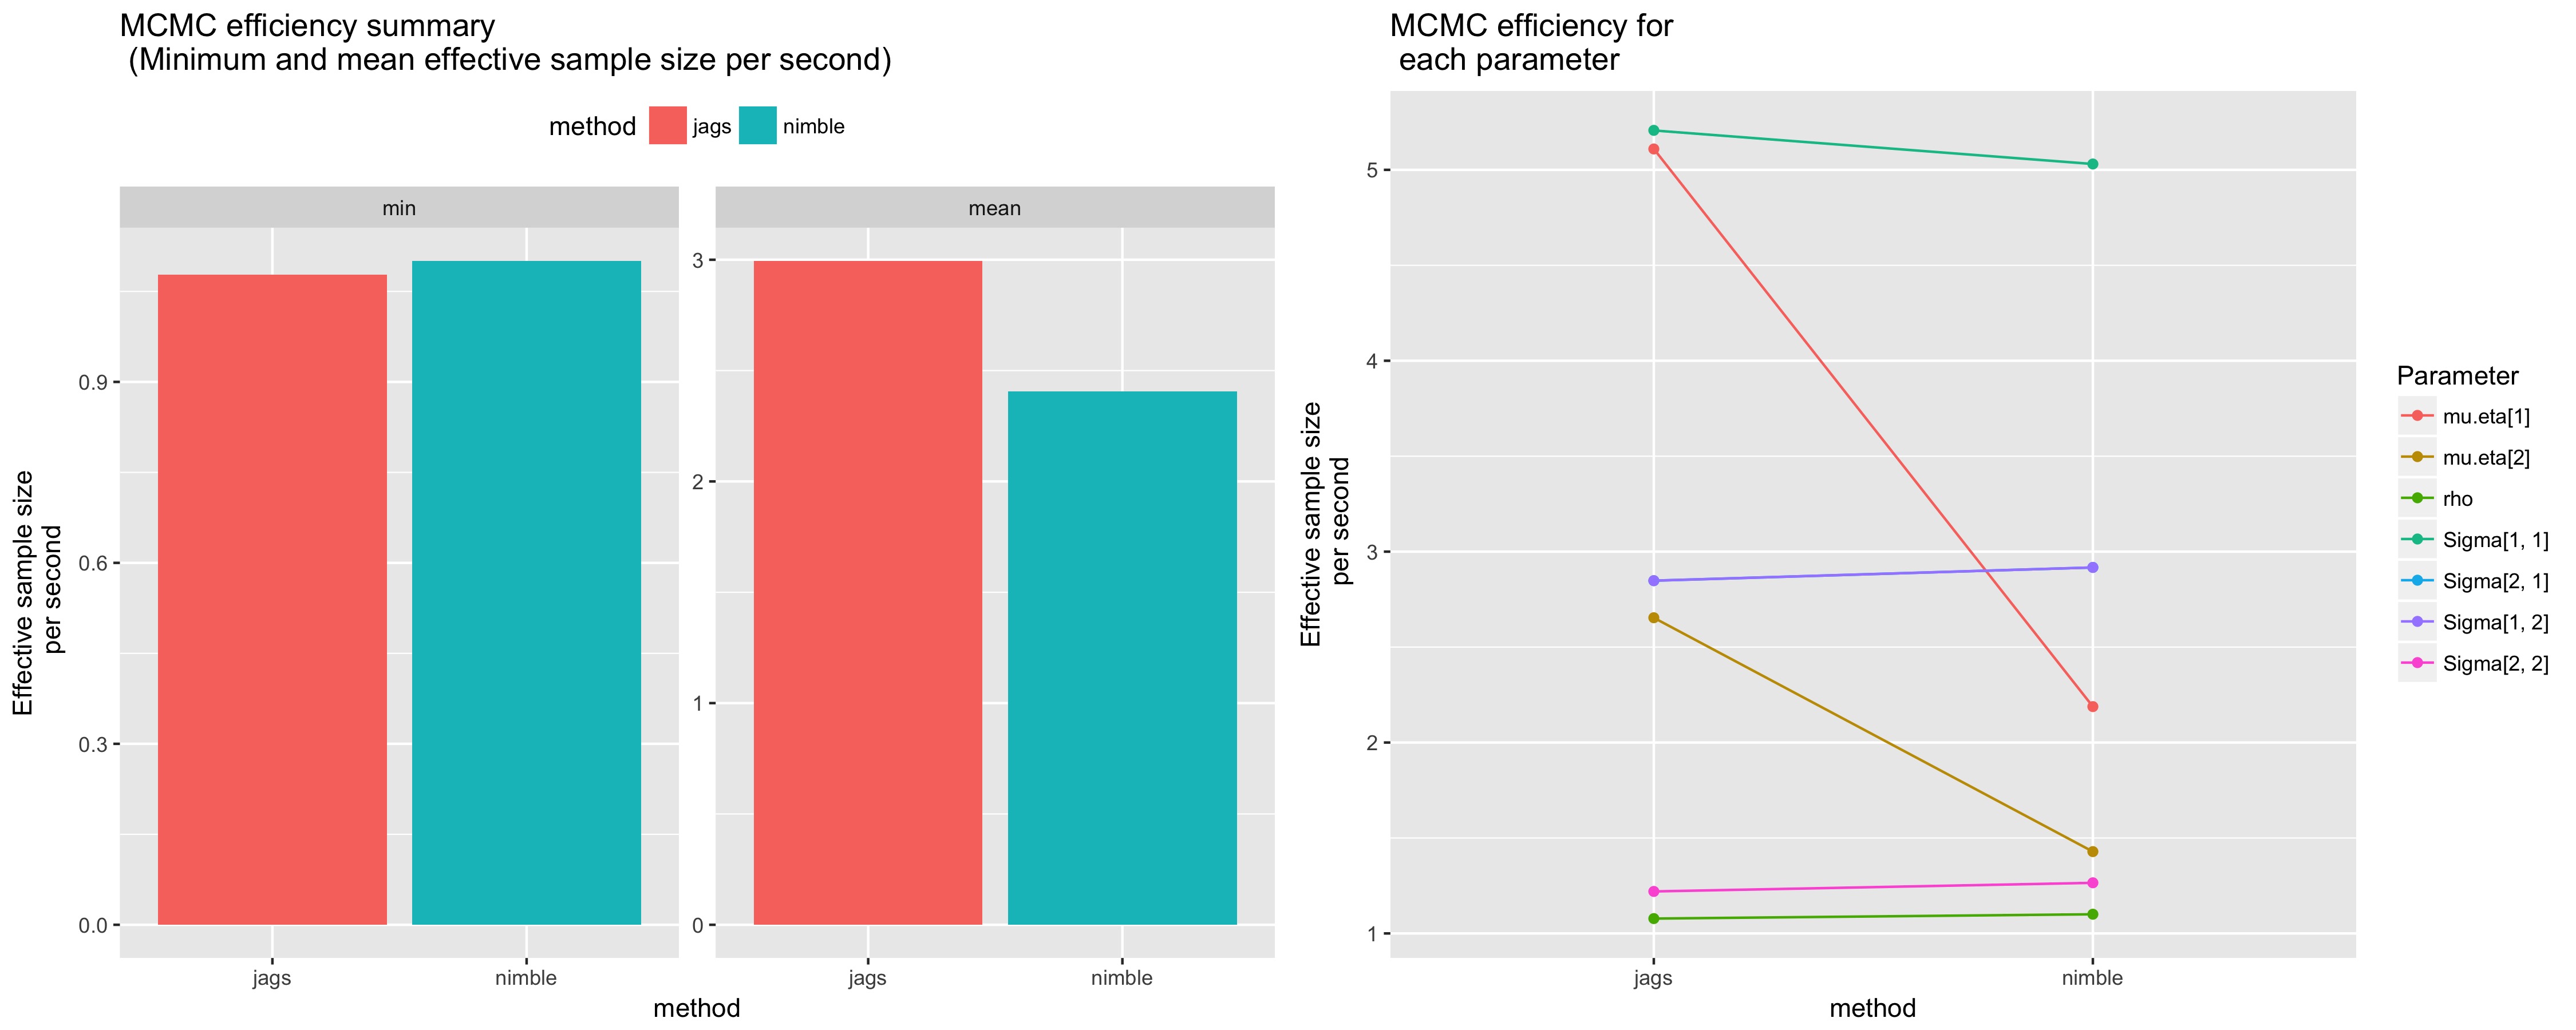 MCMC efficiency summary
(Minimum and mean effective sample size per second)
method jags nimble
min
mean
Effective sample size
per second
0.9
0.6
0.3
0.0
3
2
1
0
jags
nimble
jags
nimble
method
MCMC efficiency for
each parameter
Effective sample size
per second
5
4
3
2
1
jags
nimble
method
Parameter
mu.eta[1]
mu.eta[2]
rho
Sigma[1, 1]
Sigma[2, 1]
Sigma[1, 2]
Sigma[2, 2]